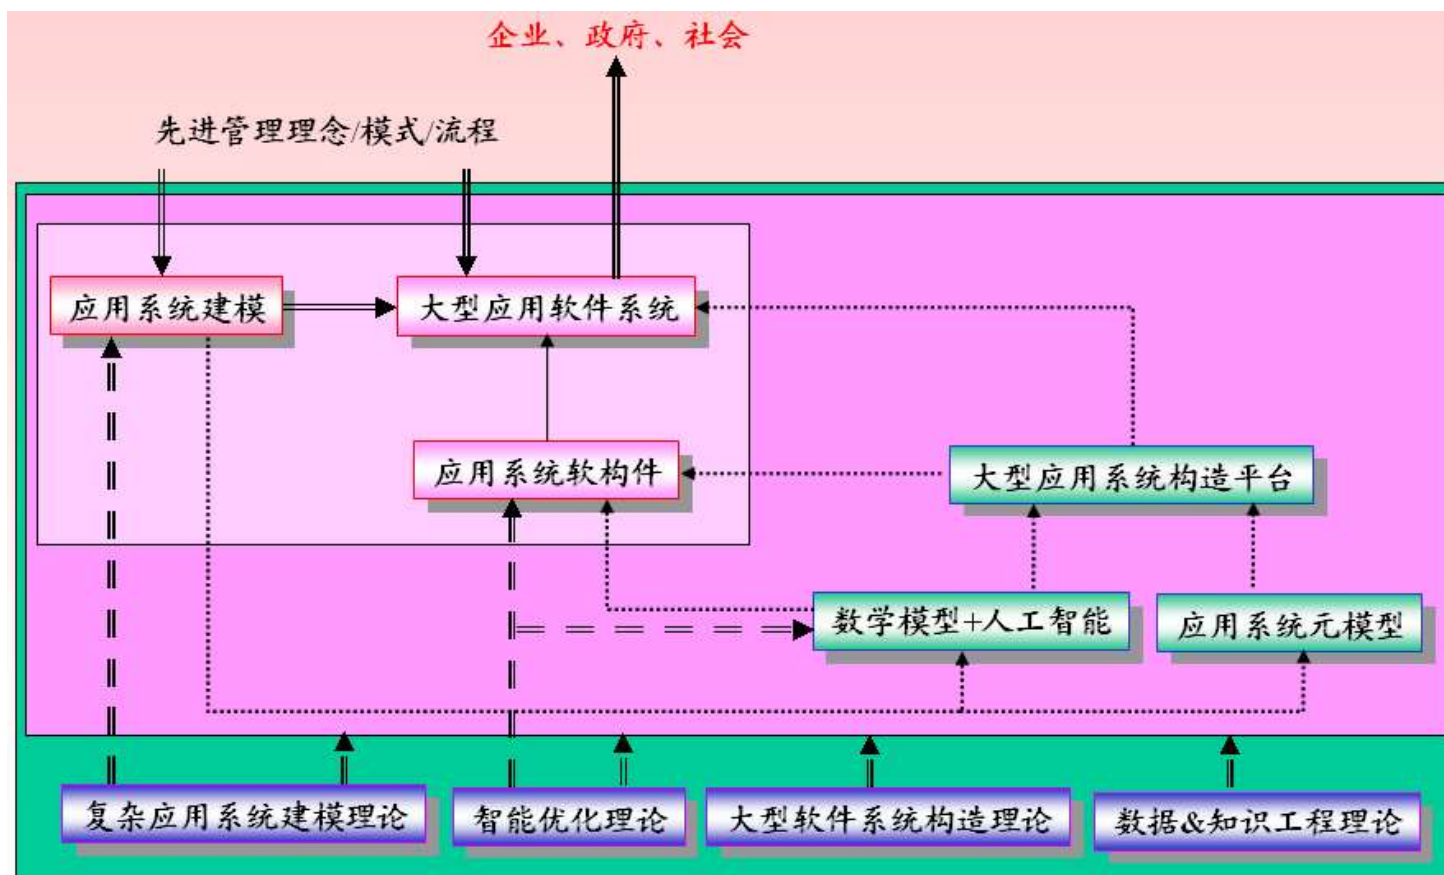 企业、政府、社会
先进管理理念/模式/流程
应用系统建模
大型应用软件系统
应用系统软构件
大型应用系统构造平台
数学模型+人工智能
应用系统元模型
复杂应用系统建模理论
智能优化理论
大型软件系统构造理论
数据&知识工程理论